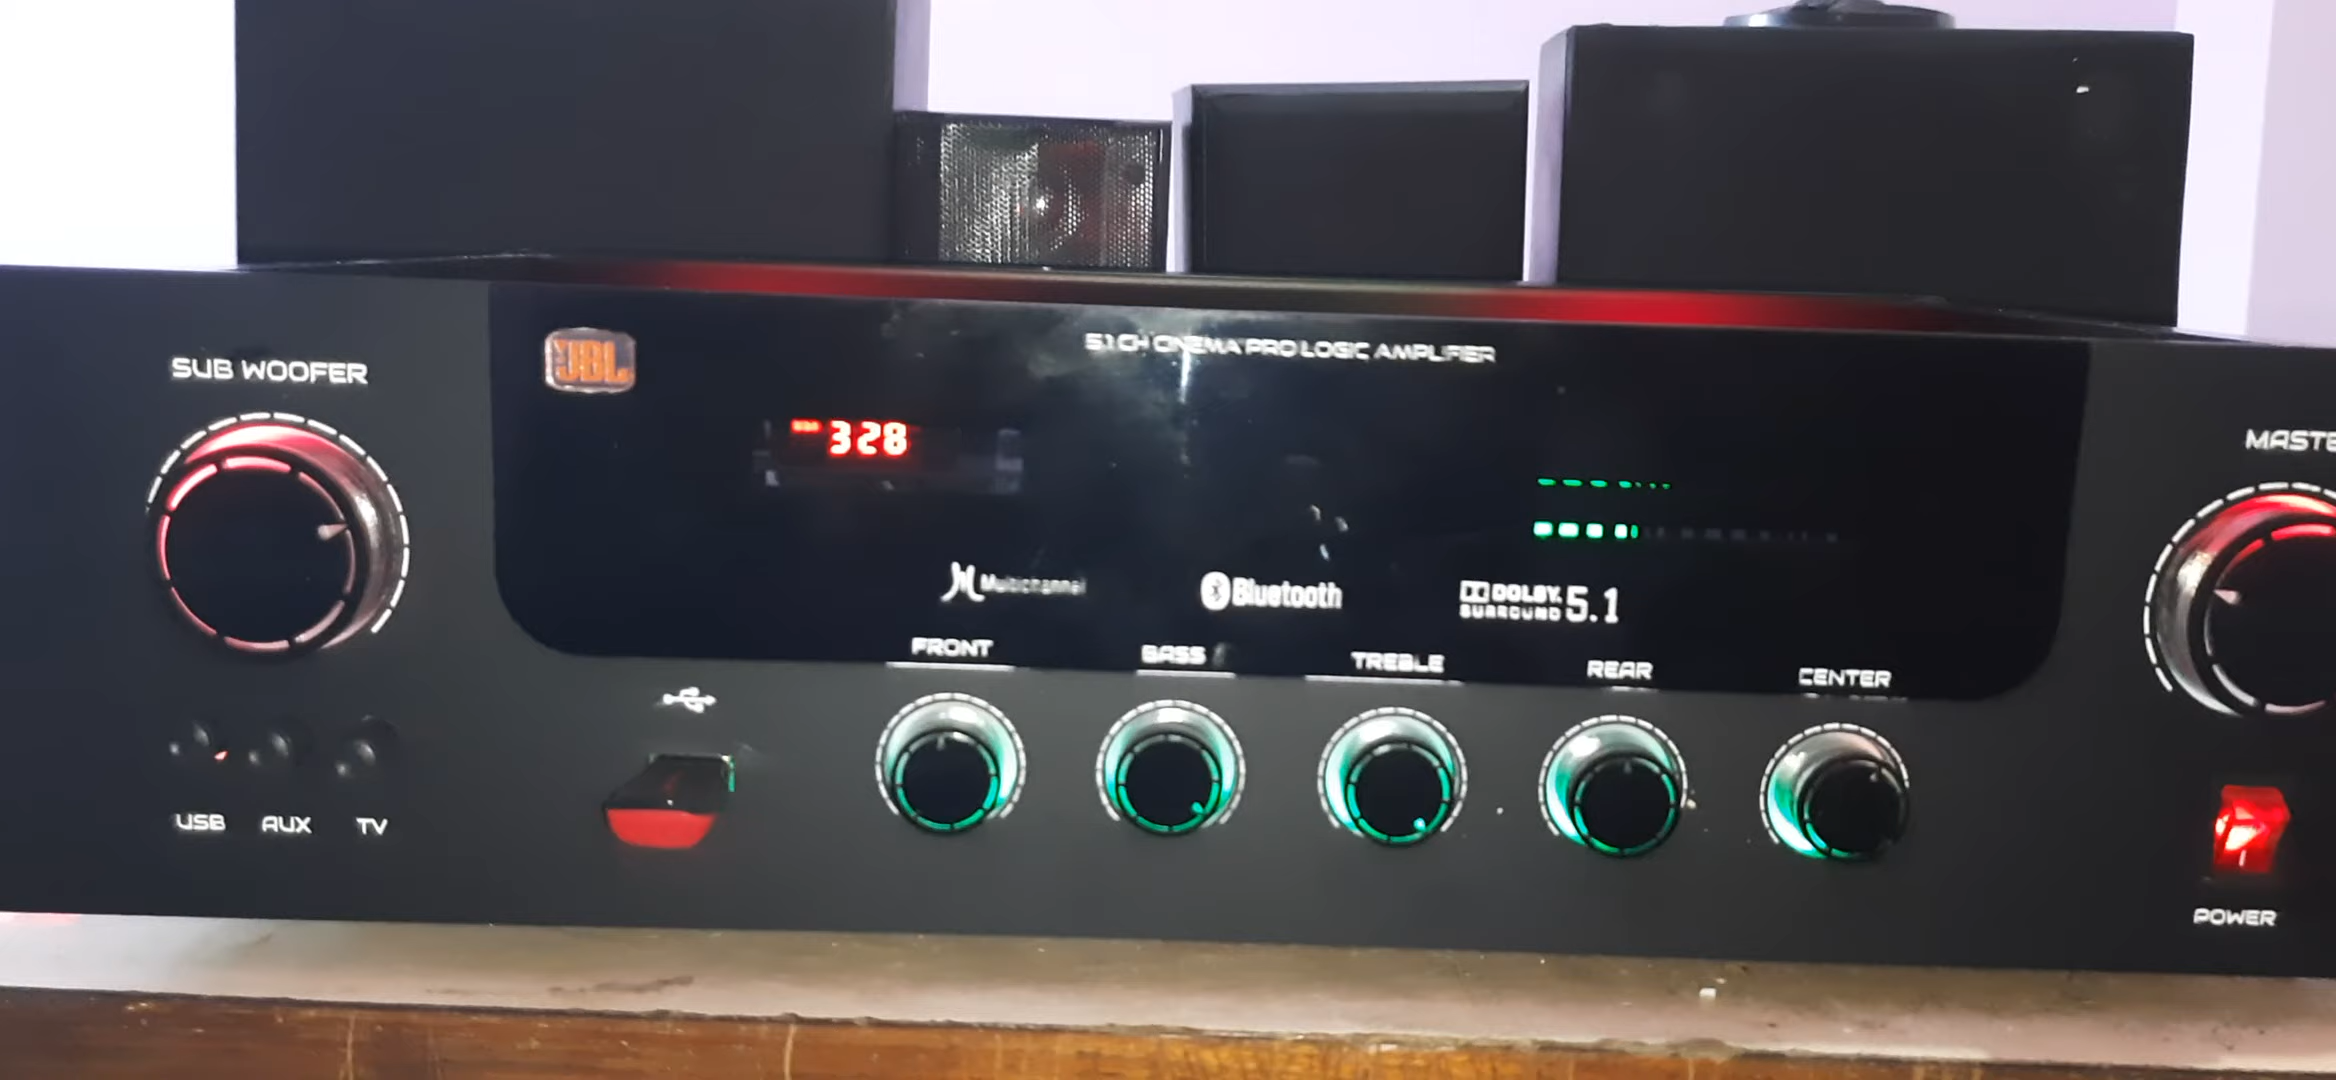 SUB WOOFER
JBL
5.1 CH CINEMA PRO LOGIC AMPLIFIER
328
MASTE
Multichannel
Bluetooth
DOLBY.
SURROUND 5.1
FRONT
BASS
TREBLE
REAR
CENTER
USB
AUX
TV
POWER